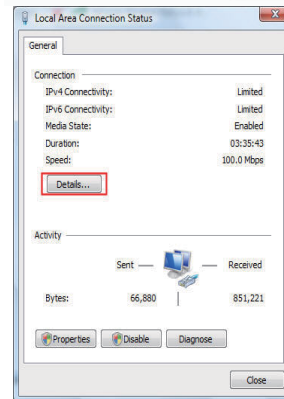 Local Area Connection Status
General
Connection
IPv4 Connectivity: Limited
IPv6 Connectivity: Limited
Media State: Enabled
Duration: 03:35:43
Speed: 100.0 Mbps
Details...
Activity
Sent — — Received
Bytes: 66,880 | 851,221
Properties Disable Diagnose
Close